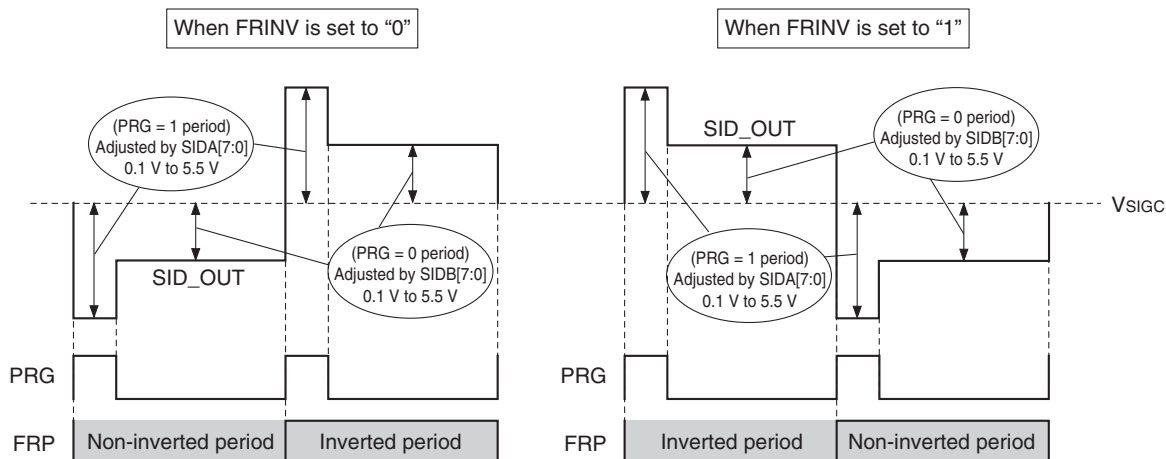 When FRINV is set to “0”
(PRG = 1 period)
Adjusted by SIDA[7:0]
0.1 V to 5.5 V
SID_OUT
(PRG = 0 period)
Adjusted by SIDB[7:0]
0.1 V to 5.5 V
PRG
FRP
Non-inverted period
Inverted period
When FRINV is set to “1”
SID_OUT
(PRG = 0 period)
Adjusted by SIDB[7:0]
0.1 V to 5.5 V
VSIGC
(PRG = 1 period)
Adjusted by SIDA[7:0]
0.1 V to 5.5 V
PRG
FRP
Inverted period
Non-inverted period